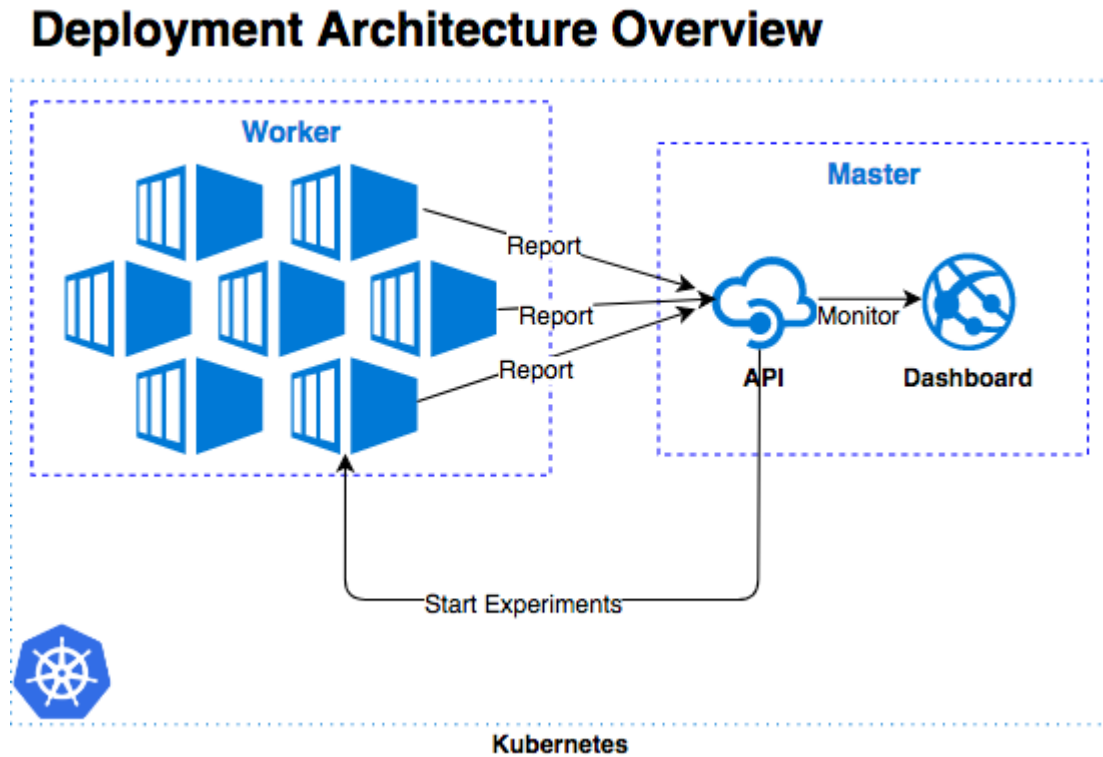 Deployment Architecture Overview
Worker
Master
Report
Report
Monitor
Report
API
Dashboard
Start Experiments
Kubernetes